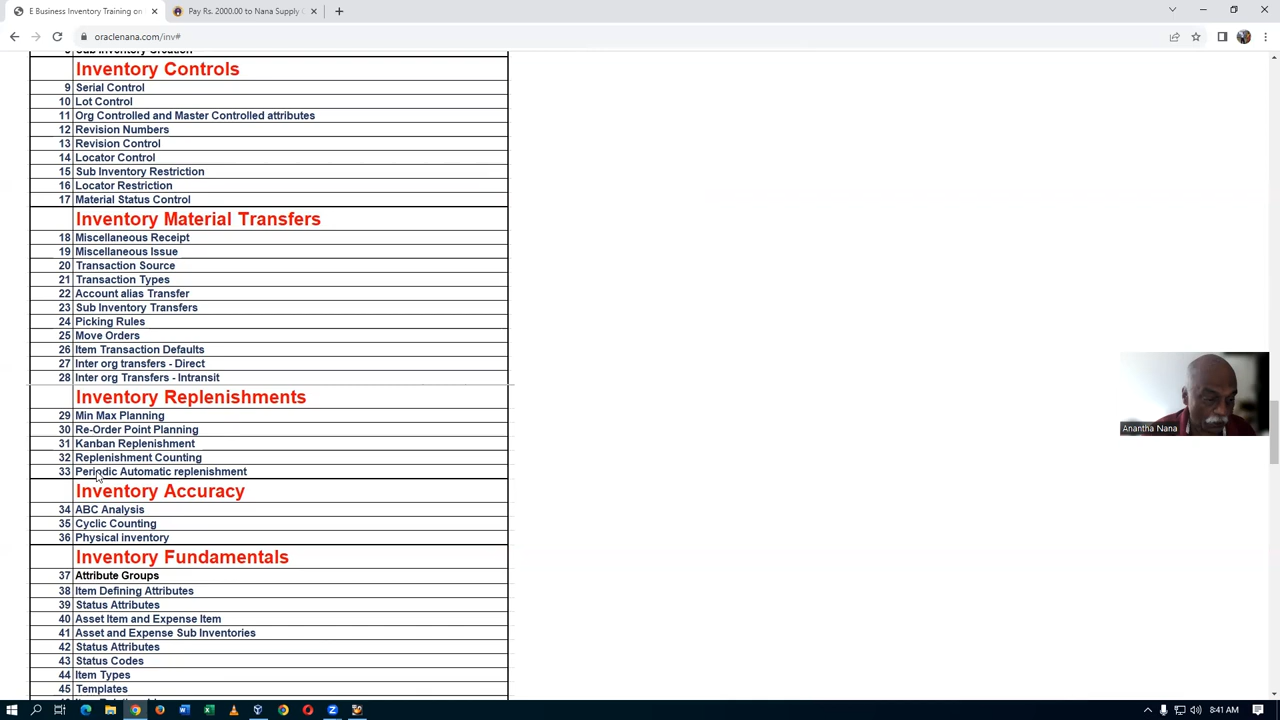 E Business Inventory Training on
Pay Rs. 2000.00 to Nana Supply
oraclenana.com/inv#
Sub Inventory Creation
Inventory Controls
9 Serial Control
10 Lot Control
11 Org Controlled and Master Controlled attributes
12 Revision Numbers
13 Revision Control
14 Locator Control
15 Sub Inventory Restriction
16 Locator Restriction
17 Material Status Control
Inventory Material Transfers
18 Miscellaneous Receipt
19 Miscellaneous Issue
20 Transaction Source
21 Transaction Types
22 Account alias Transfer
23 Sub Inventory Transfers
24 Picking Rules
25 Move Orders
26 Item Transaction Defaults
27 Inter org transfers - Direct
28 Inter org Transfers - Intransit
Inventory Replenishments
29 Min Max Planning
30 Re-Order Point Planning
31 Kanban Replenishment
32 Replenishment Counting
33 Periodic Automatic replenishment
Inventory Accuracy
34 ABC Analysis
35 Cyclic Counting
36 Physical inventory
Inventory Fundamentals
37 Attribute Groups
38 Item Defining Attributes
39 Status Attributes
40 Asset Item and Expense Item
41 Asset and Expense Sub Inventories
42 Status Attributes
43 Status Codes
44 Item Types
45 Templates
Anantha Nana
8:41 AM